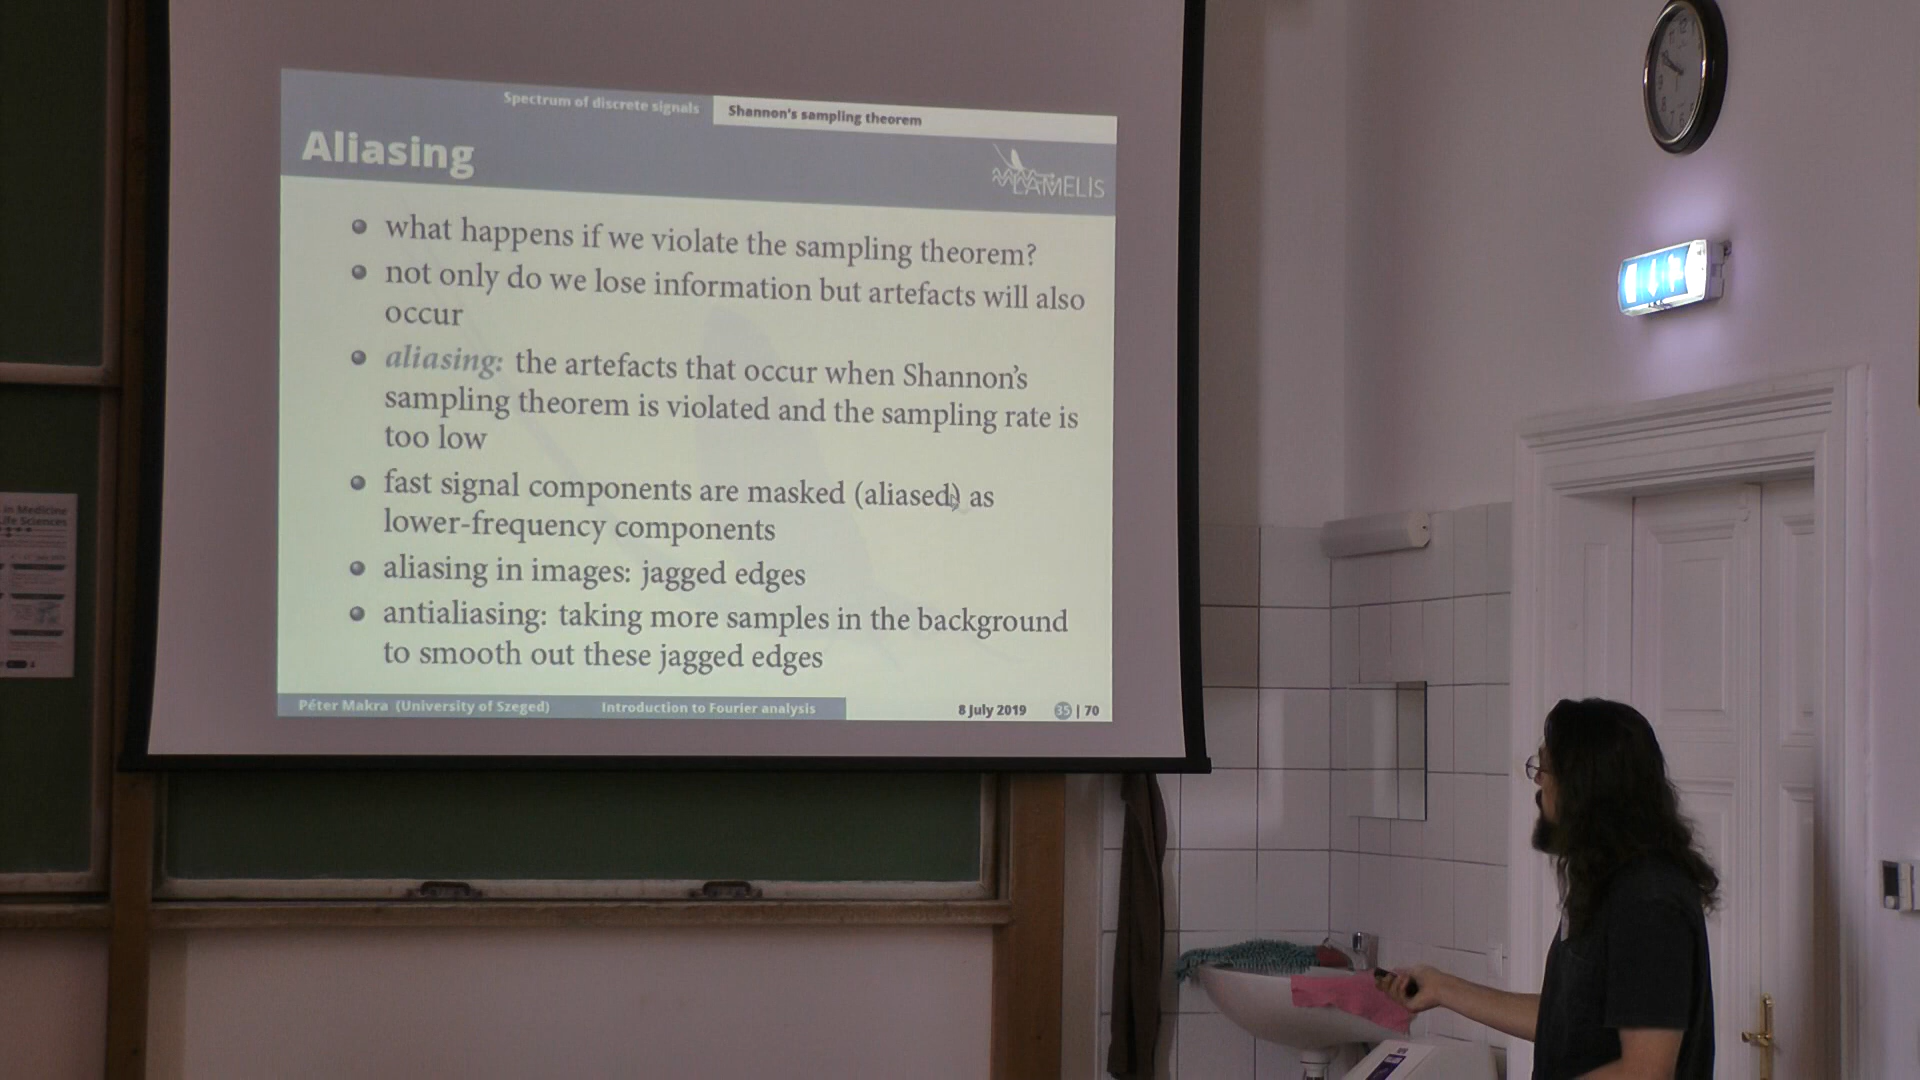 Spectrum of discrete signals
Shannon's sampling theorem
Aliasing
LAMELIS
what happens if we violate the sampling theorem?
not only do we lose information but artefacts will also
occur
aliasing: the artefacts that occur when Shannon's
sampling theorem is violated and the sampling rate is
too low
fast signal components are masked (aliased) as
lower-frequency components
aliasing in images: jagged edges
antialiasing: taking more samples in the background
to smooth out these jagged edges
Péter Makra (University of Szeged)
Introduction to Fourier analysis
8 July 2019
35 | 70
in Medicine
Life Sciences